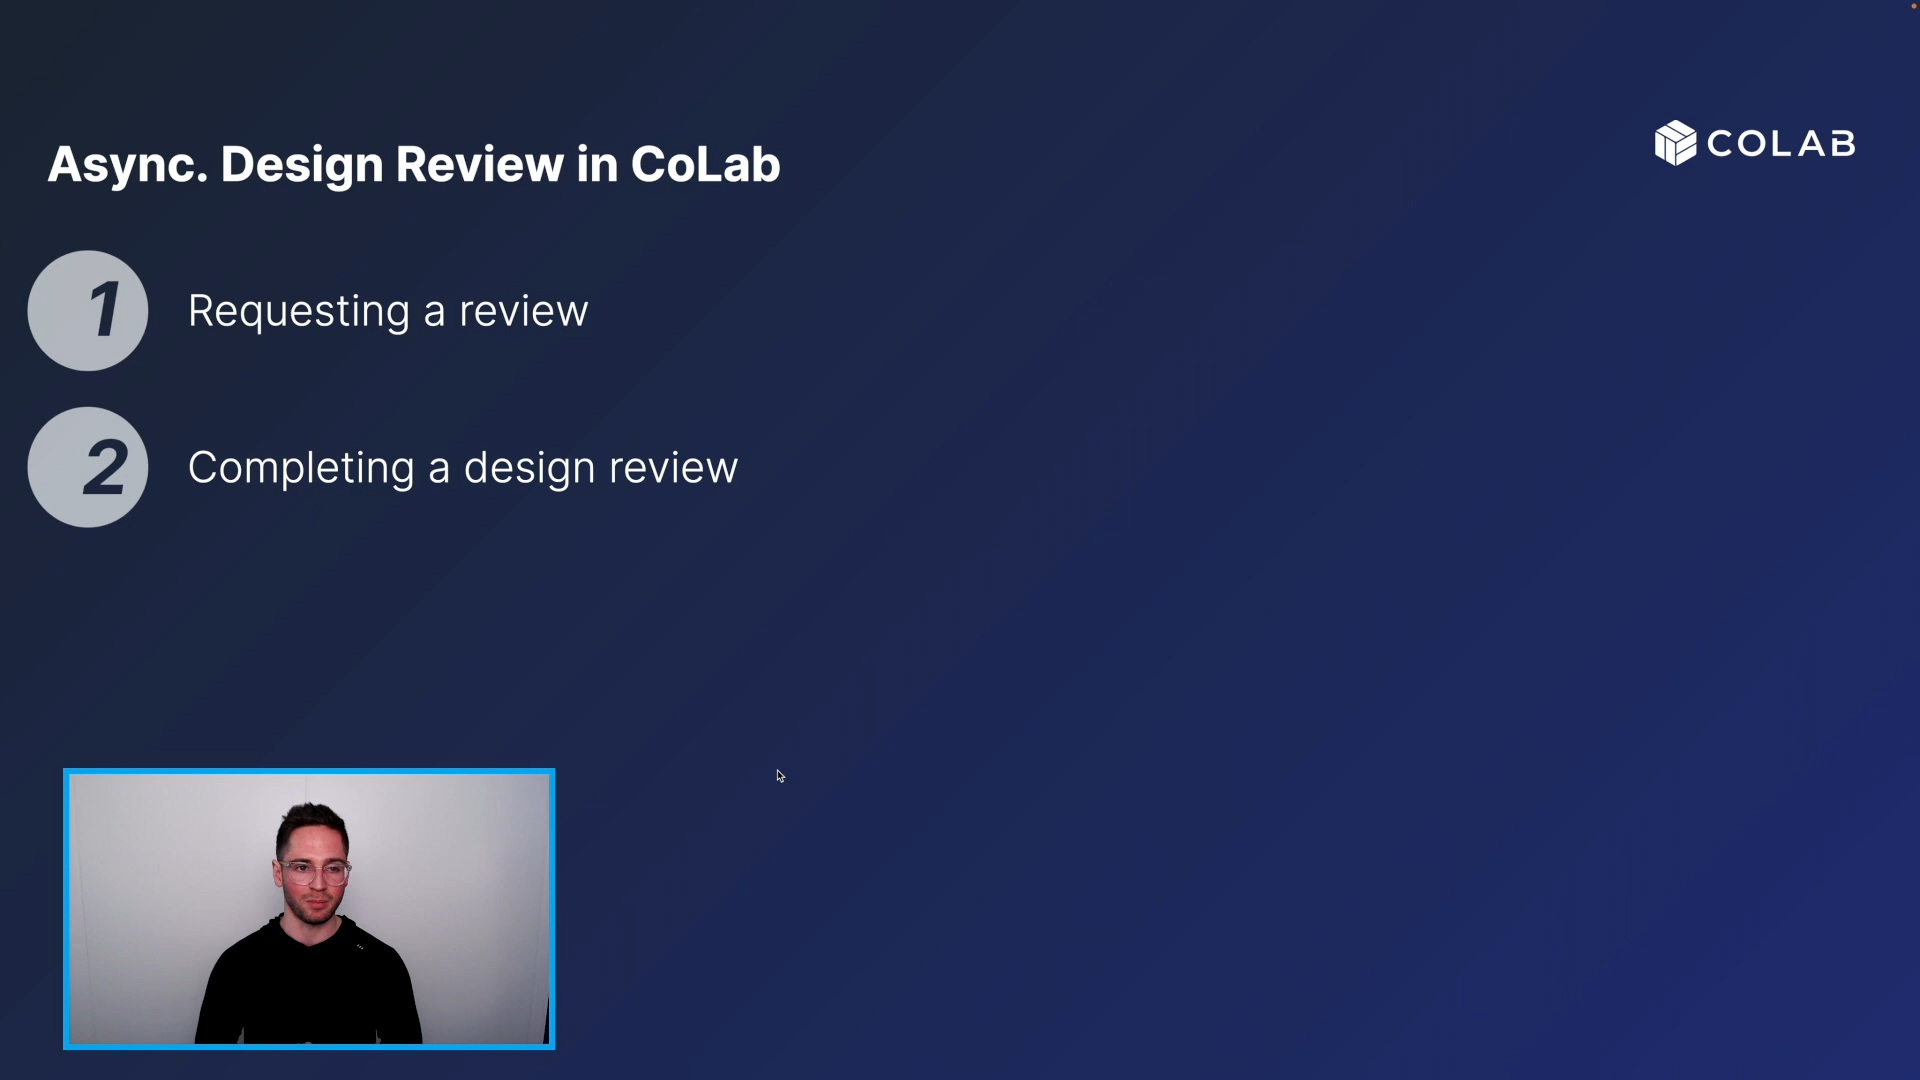 Async. Design Review in CoLab
COLAB
1 Requesting a review
2 Completing a design review